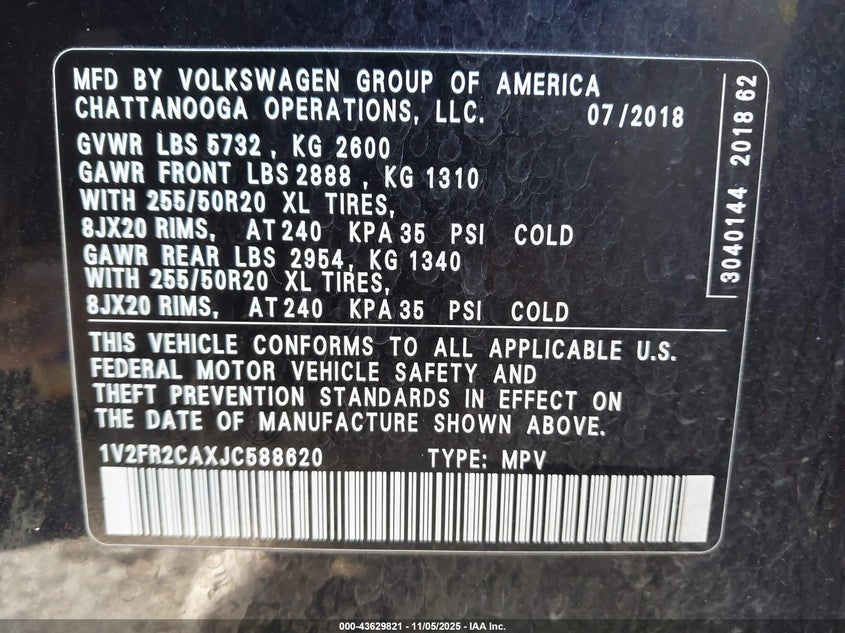 MFD BY VOLKSWAGEN GROUP OF AMERICA
CHATTANOOGA OPERATIONS, LLC. 07/2018
GVWR LBS 5732 , KG 2600
GAWR FRONT LBS 2888 , KG 1310
WITH 255/50R20 XL TIRES,
8JX20 RIMS, AT 240 KPA 35 PSI COLD
GAWR REAR LBS 2954, KG 1340
WITH 255/50R20 XL TIRES,
8JX20 RIMS, AT 240 KPA 35 PSI COLD
THIS VEHICLE CONFORMS TO ALL APPLICABLE U.S.
FEDERAL MOTOR VEHICLE SAFETY AND
THEFT PREVENTION STANDARDS IN EFFECT ON
THE DATE OF MANUFACTURE SHOWN ABOVE.
1V2FR2CAXJC588620 TYPE: MPV
3040144 2018 62
000-43629821 - 11/05/2025 - IAA Inc.